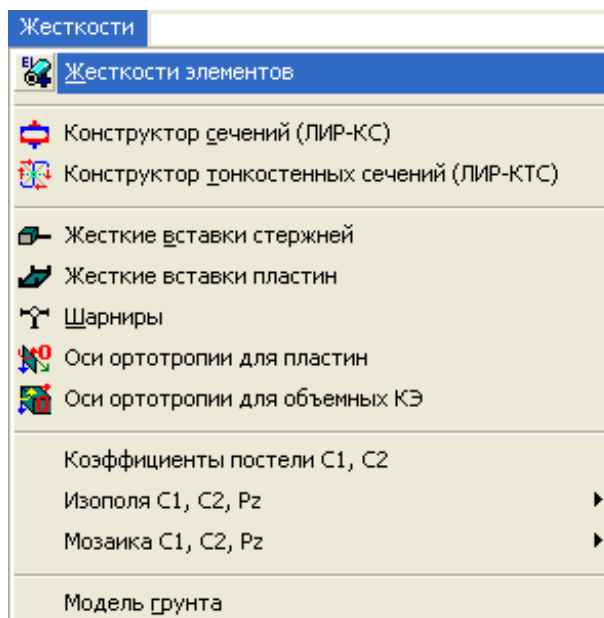 Жесткости
Жесткости элементов
Конструктор сечений (ЛИР-КС)
Конструктор тонкостенных сечений (ЛИР-КТС)
Жесткие вставки стержней
Жесткие вставки пластин
Шарниры
Оси ортотропии для пластин
Оси ортотропии для объемных КЭ
Коэффициенты постели С1, С2
Изополя С1, С2, Pz
Мозаика С1, С2, Pz
Модель грунта